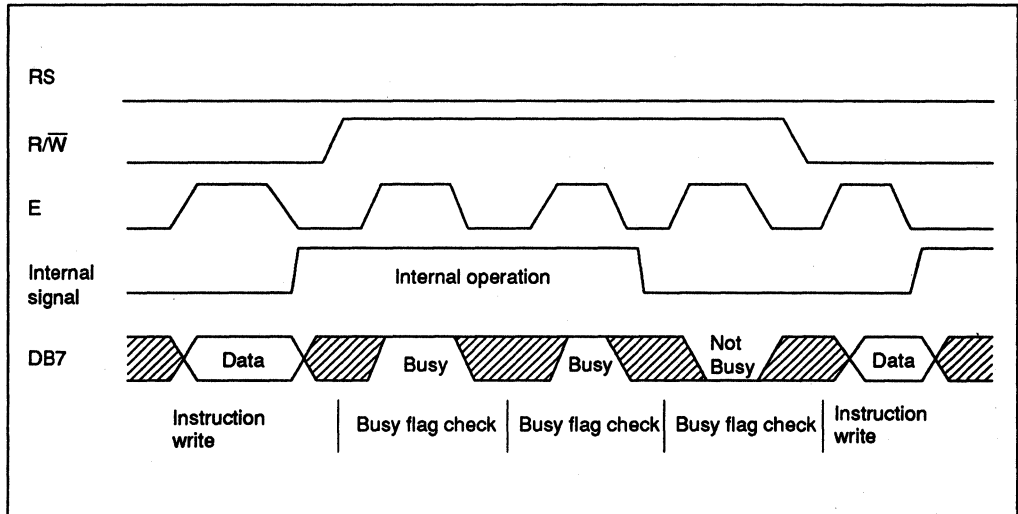 RS
R/W̅
E
Internal
signal
Internal operation
DB7
Data
Busy
Busy
Not
Busy
Data
Instruction
write
Busy flag check
Busy flag check
Busy flag check
Instruction
write